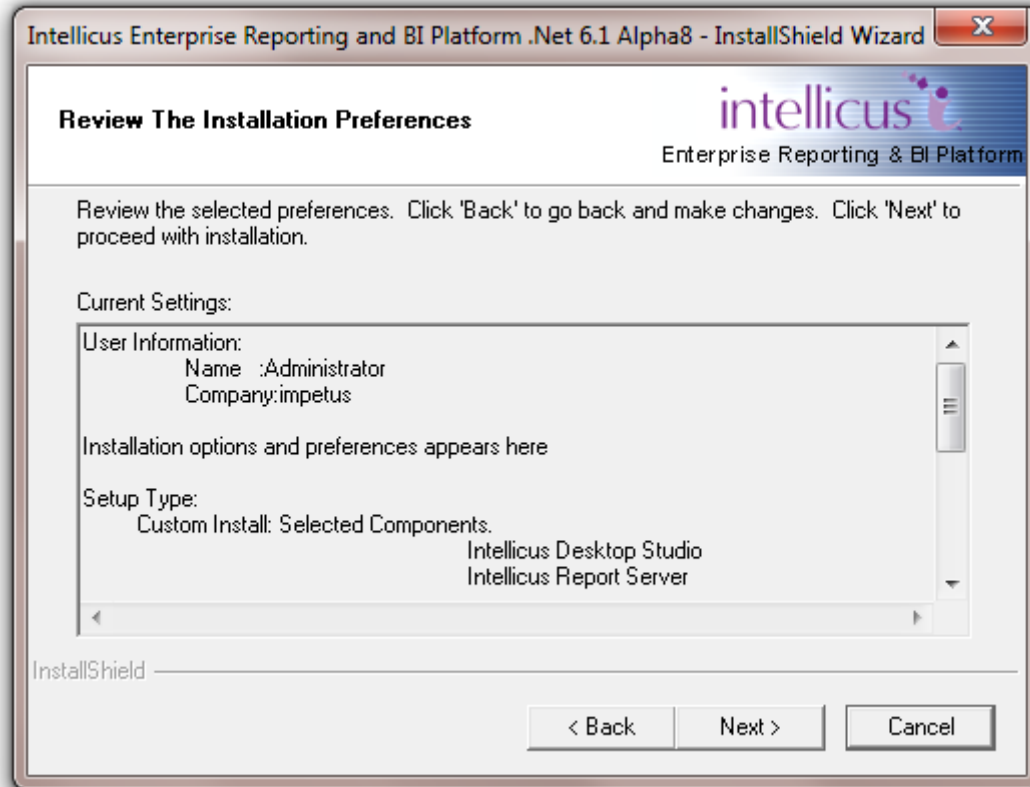 Intellicus Enterprise Reporting and BI Platform .Net 6.1 Alpha8 - InstallShield Wizard
Review The Installation Preferences
intellicus
Enterprise Reporting & BI Platform
Review the selected preferences. Click 'Back' to go back and make changes. Click 'Next' to
proceed with installation.
Current Settings:
User Information:
Name :Administrator
Company:impetus
Installation options and preferences appears here
Setup Type:
Custom Install: Selected Components.
Intellicus Desktop Studio
Intellicus Report Server
InstallShield
< Back Next > Cancel